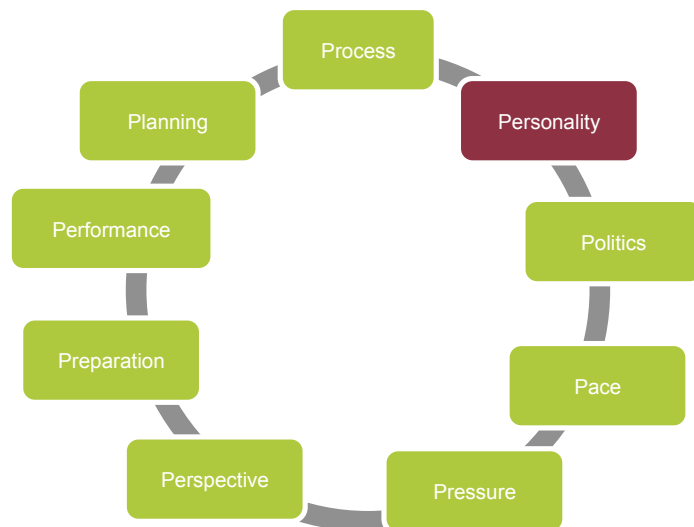 Process
Personality
Politics
Pace
Pressure
Perspective
Preparation
Performance
Planning